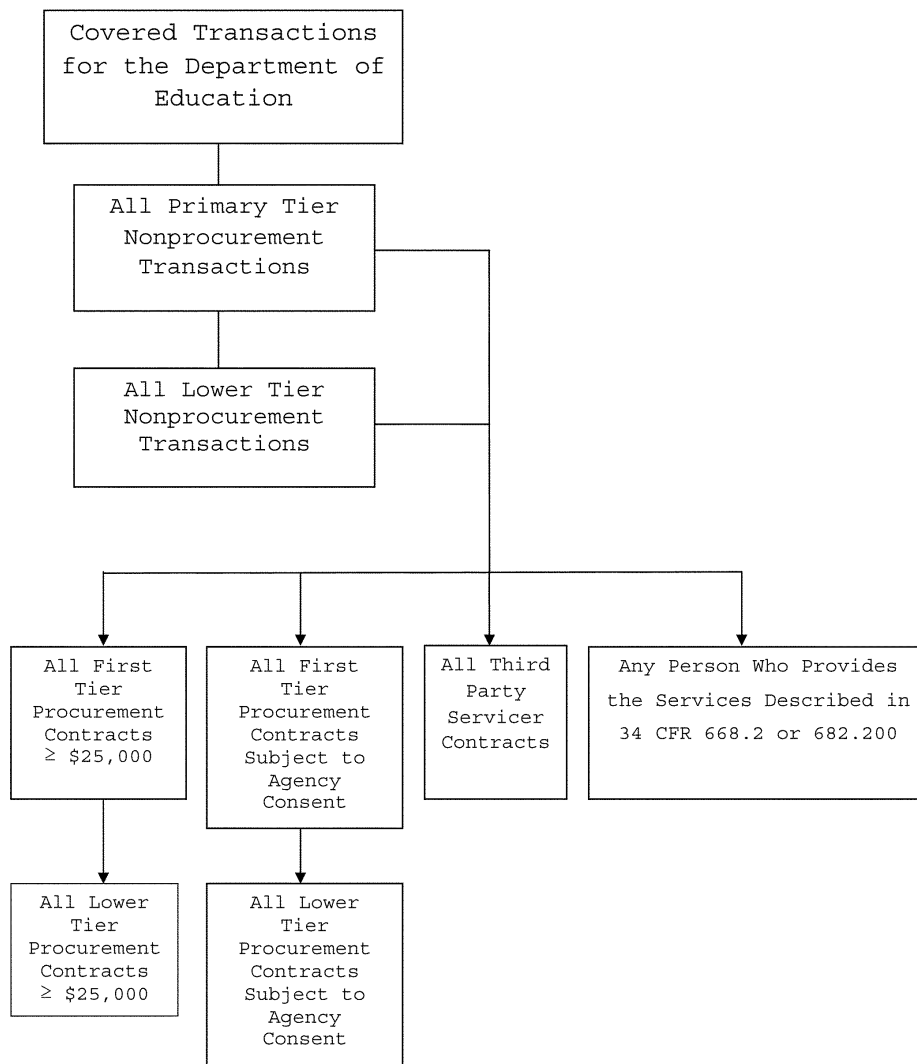 Covered Transactions
for the Department of
Education
All Primary Tier
Nonprocurement
Transactions
All Lower Tier
Nonprocurement
Transactions
All First
Tier
Procurement
Contracts
≥ $25,000
All First
Tier
Procurement
Contracts
Subject to
Agency
Consent
All Third
Party
Servicer
Contracts
Any Person Who Provides
the Services Described in
34 CFR 668.2 or 682.200
All Lower
Tier
Procurement
Contracts
≥ $25,000
All Lower
Tier
Procurement
Contracts
Subject to
Agency
Consent